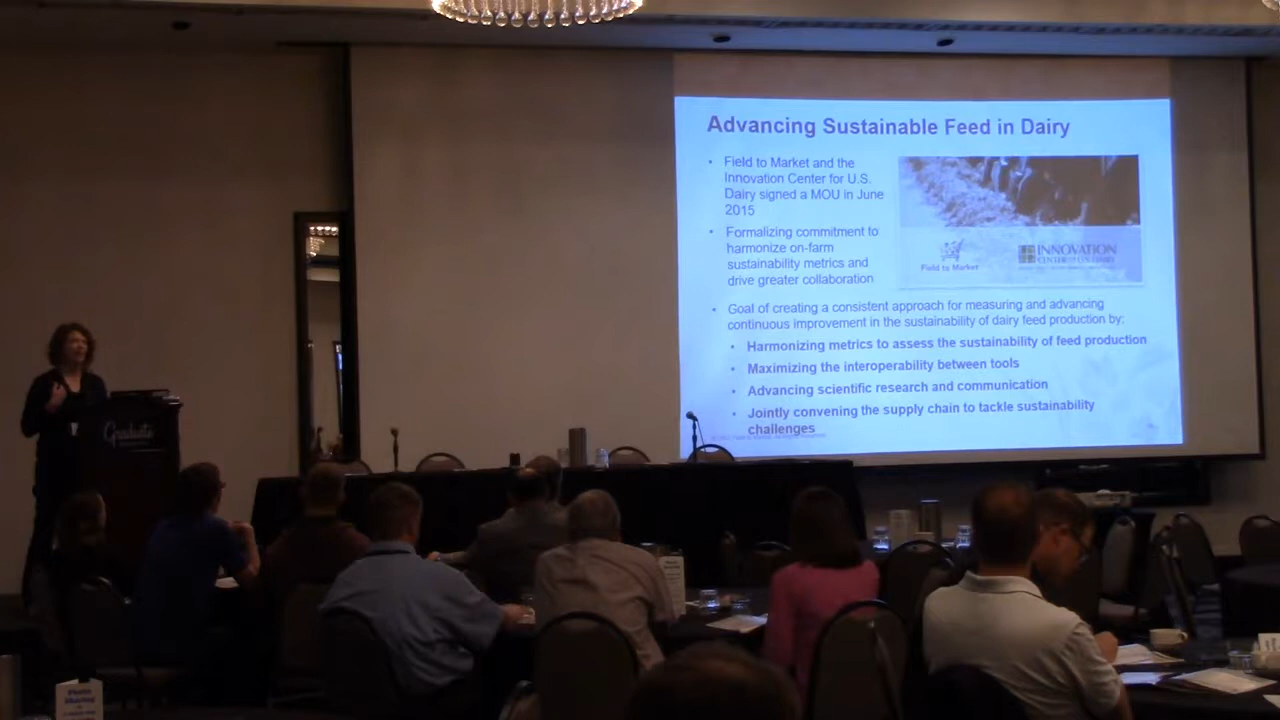 Advancing Sustainable Feed in Dairy
• Field to Market and the
Innovation Center for U.S.
Dairy signed a MOU in June
2015
• Formalizing commitment to
harmonize on-farm
sustainability metrics and
drive greater collaboration
Field to Market
INNOVATION
CENTER FOR U.S. DAIRY
• Goal of creating a consistent approach for measuring and advancing
continuous improvement in the sustainability of dairy feed production by:
• Harmonizing metrics to assess the sustainability of feed production
• Maximizing the interoperability between tools
• Advancing scientific research and communication
• Jointly convening the supply chain to tackle sustainability
challenges
Graduate